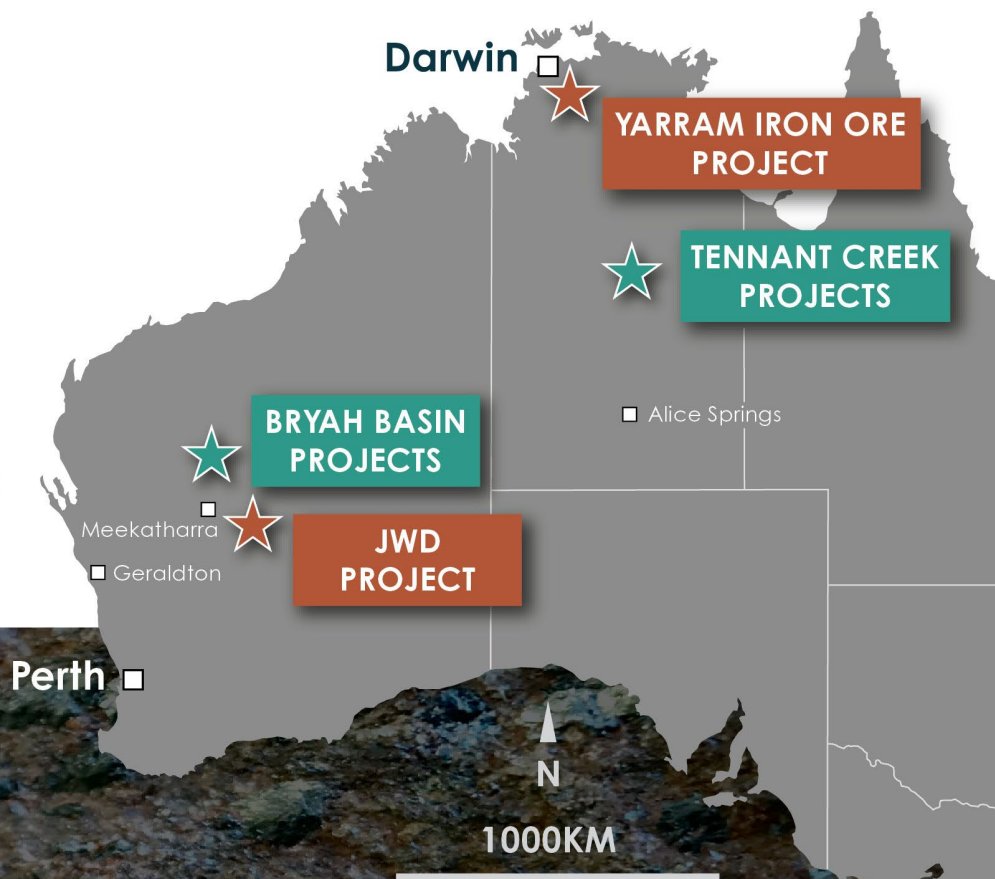 Darwin
YARRAM IRON ORE
PROJECT
TENNANT CREEK
PROJECTS
BRYAH BASIN
PROJECTS
Alice Springs
Meekatharra
JWD
PROJECT
Geraldton
Perth
N
1000KM